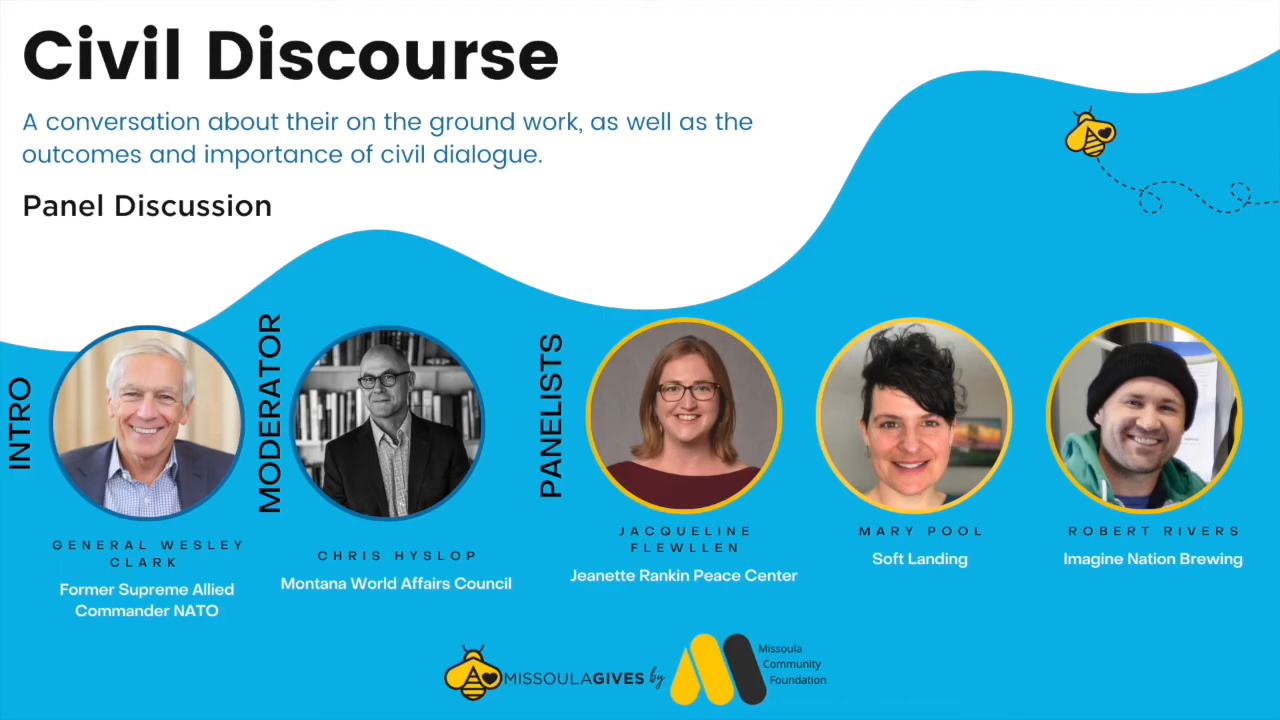 Civil Discourse
A conversation about their on the ground work, as well as the
outcomes and importance of civil dialogue.
Panel Discussion
INTRO
GENERAL WESLEY
CLARK
Former Supreme Allied
Commander NATO
MODERATOR
CHRIS HYSLOP
Montana World Affairs Council
PANELISTS
JACQUELINE
FLEWLLEN
Jeanette Rankin Peace Center
MARY POOL
Soft Landing
ROBERT RIVERS
Imagine Nation Brewing
MISSOULAGIVES by
Missoula
Community
Foundation